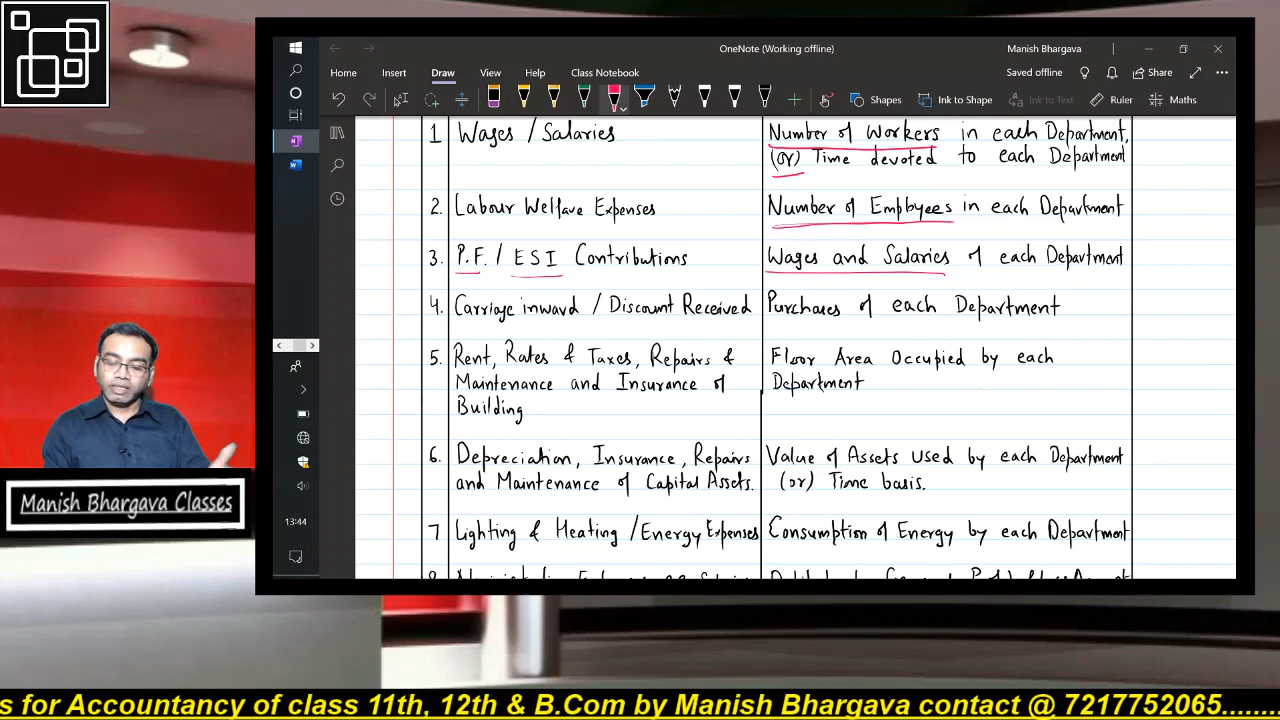 OneNote (Working offline)
Manish Bhargava
Home Insert Draw View Help Class Notebook
Saved offline
Share
Shapes
Ink to Shape
Ink to Text
Ruler
Maths
1 Wages / Salaries
Number of Workers in each Department,
(or) Time devoted to each Department
2. Labour Welfare Expenses
Number of Employees in each Department
3. P.F. / ESI Contributions
Wages and Salaries of each Department
4. Carriage inward / Discount Received
Purchases of each Department
5. Rent, Rates & Taxes, Repairs &
Maintenance and Insurance of
Building
Floor Area Occupied by each
Department
6. Depreciation, Insurance, Repairs
and Maintenance of Capital Assets.
Value of Assets used by each Department
(or) Time basis.
7 Lighting & Heating / Energy Expenses
Consumption of Energy by each Department
13:44
Manish Bhargava Classes
s for Accountancy of class 11th, 12th & B.Com by Manish Bhargava contact @ 7217752065.........